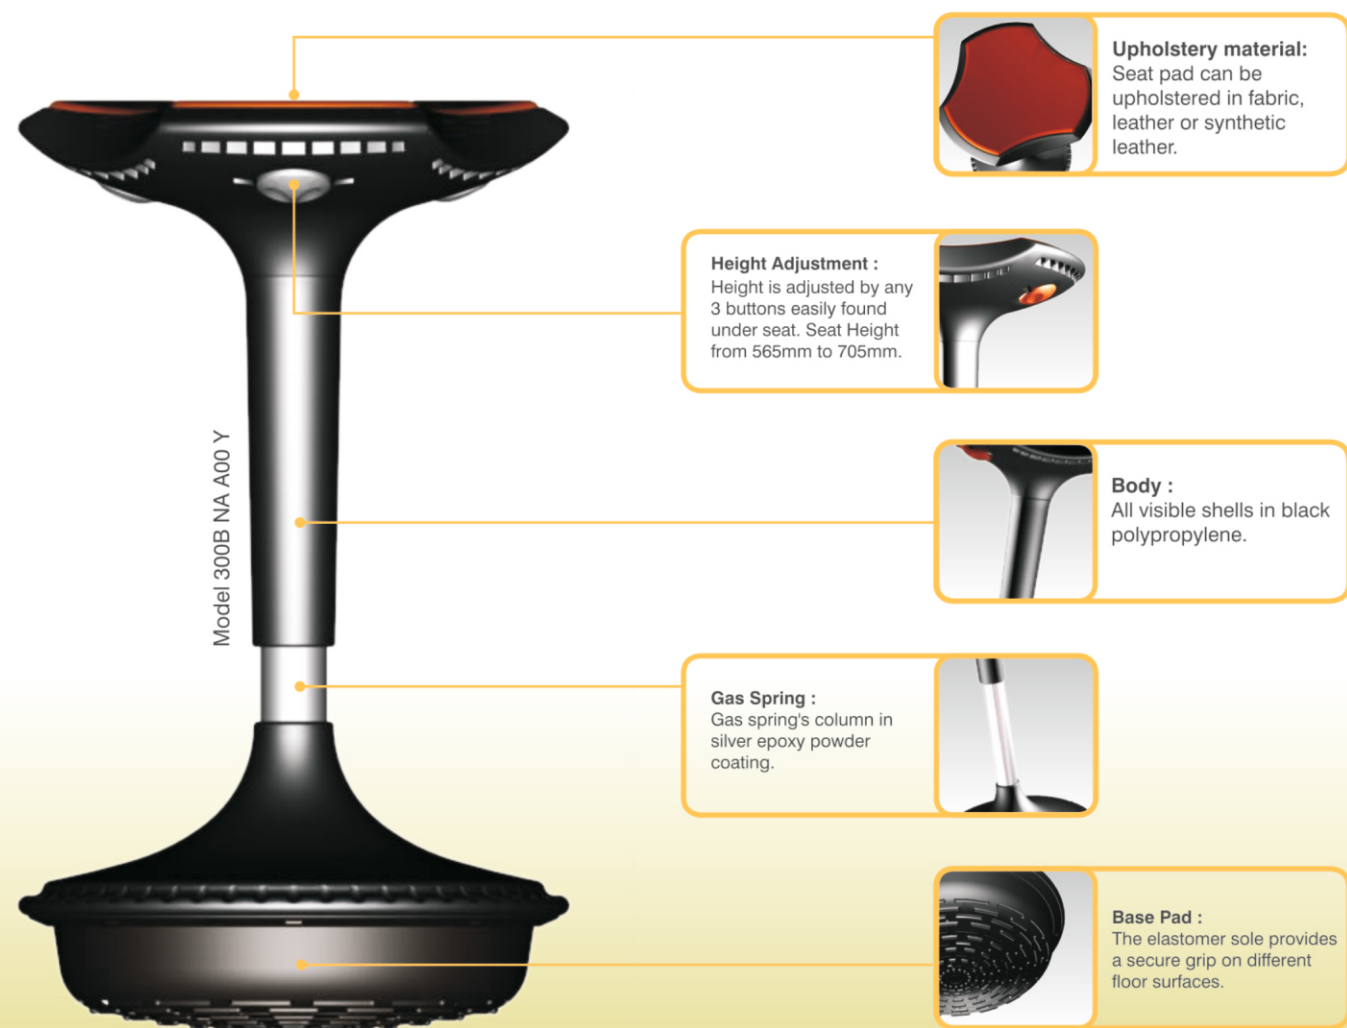 Upholstery material:
Seat pad can be
upholstered in fabric,
leather or synthetic
leather.
Height Adjustment :
Height is adjusted by any
3 buttons easily found
under seat. Seat Height
from 565mm to 705mm.
Model 300B NA A00 Y
Body :
All visible shells in black
polypropylene.
Gas Spring :
Gas spring's column in
silver epoxy powder
coating.
Base Pad :
The elastomer sole provides
a secure grip on different
floor surfaces.